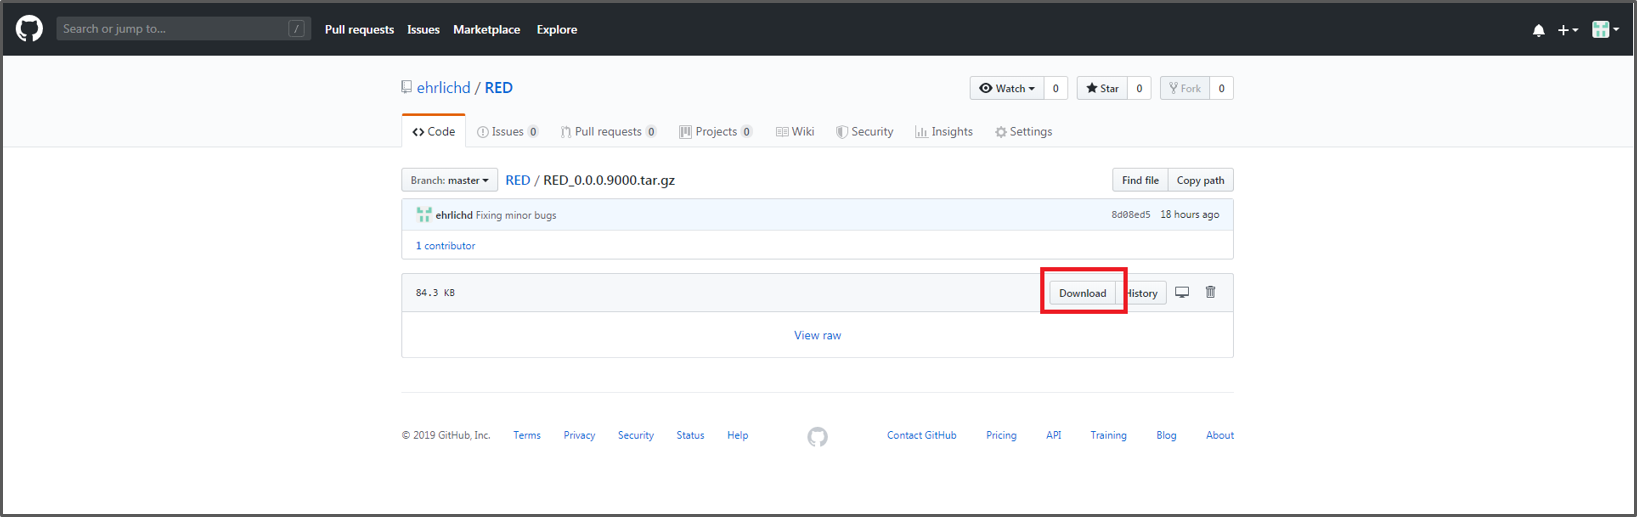 Search or jump to... / Pull requests Issues Marketplace Explore
ehrlichd / RED Watch 0 Star 0 Fork 0
Code Issues 0 Pull requests 0 Projects 0 Wiki Security Insights Settings
Branch: master RED / RED_0.0.0.9000.tar.gz Find file Copy path
ehrlichd Fixing minor bugs 8d08ed5 18 hours ago
1 contributor
84.3 KB Download History
View raw
© 2019 GitHub, Inc. Terms Privacy Security Status Help Contact GitHub Pricing API Training Blog About